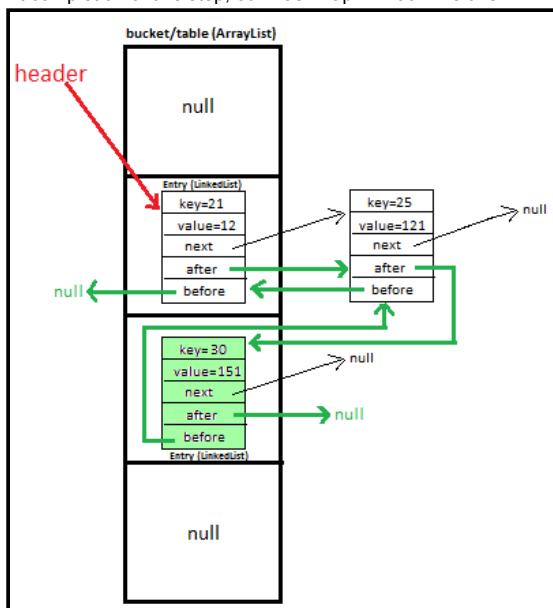 bucket/table (ArrayList)
header
null
Entry (LinkedList)
key=21
value=12
next
after
before
key=25
value=121
next
after
before
null
null
key=30
value=151
next
after
before
null
null
Entry (LinkedList)
null